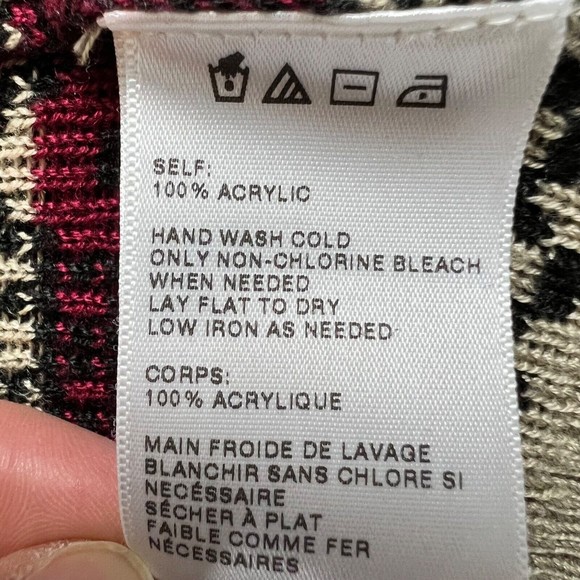 SELF:
100% ACRYLIC
HAND WASH COLD
ONLY NON-CHLORINE BLEACH
WHEN NEEDED
LAY FLAT TO DRY
LOW IRON AS NEEDED
CORPS:
100% ACRYLIQUE
MAIN FROIDE DE LAVAGE
BLANCHIR SANS CHLORE SI
NECÉSSAIRE
SÉCHER À PLAT
FAIBLE COMME FER
NÉCESSAIRES